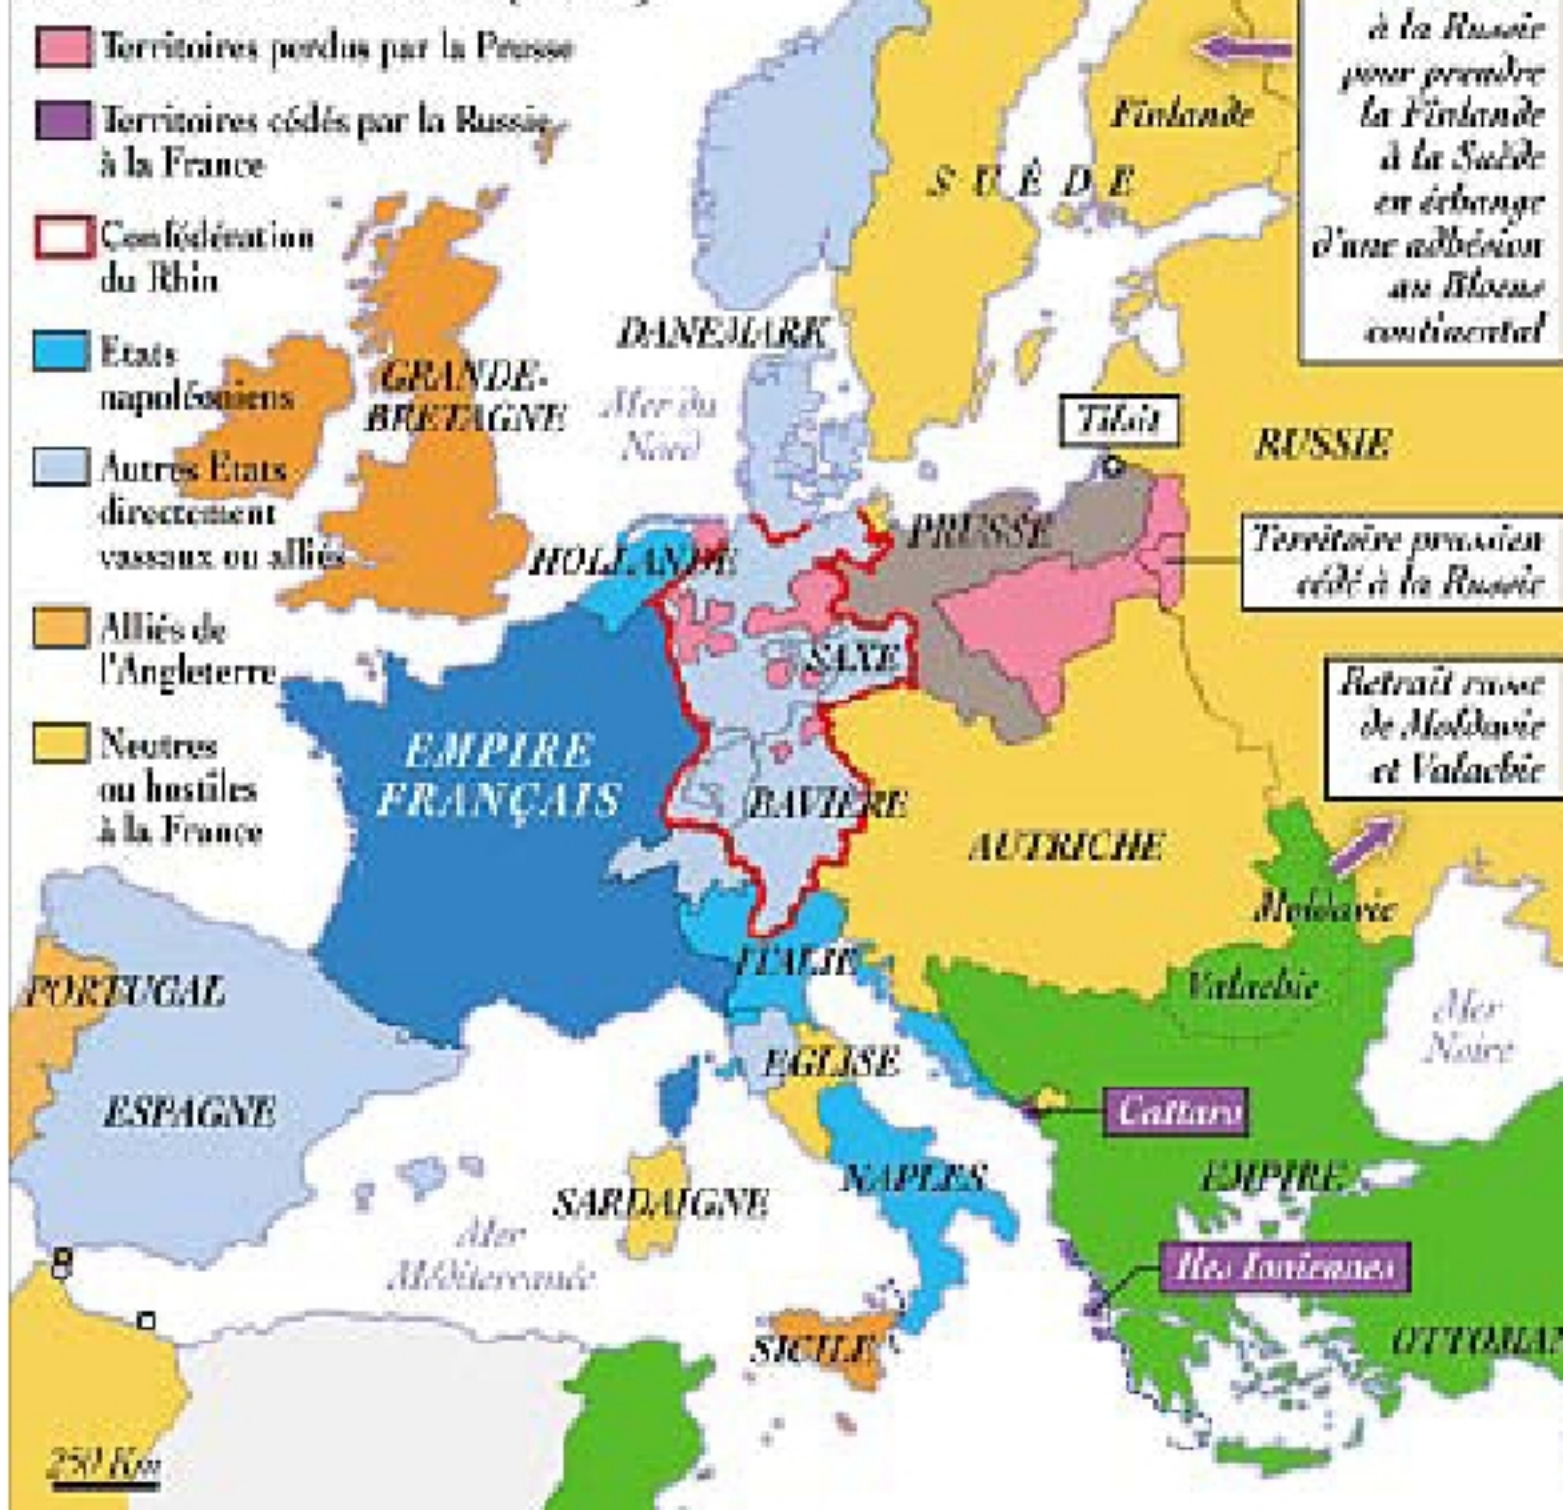 Territoires perdus par la Prusse
Territoires cédés par la Russie
à la France
Confédération
du Rhin
Etats
napoléoniens
Autres Etats
directement
vassaux ou alliés
Alliés de
l'Angleterre
Neutres
ou hostiles
à la France
à la Russie
pour prendre
la Finlande
à la Suède
en échange
d'une adhésion
au Blocus
continental
Finlande
SUÈDE
DANEMARK
GRANDE-
BRETAGNE
Mer du
Nord
Tilsit
RUSSIE
HOLLANDE
PRUSSE
Territoire prussien
cédé à la Russie
SAXE
Retrait russe
de Moldavie
et Valachie
EMPIRE
FRANÇAIS
BAVIÈRE
AUTRICHE
Moldavie
ITALIE
Valachie
PORTUGAL
Mer
Noire
EGLISE
ESPAGNE
Cattaro
NAPLES
EMPIRE
SARDAIGNE
Mer
Méditerranée
Iles Ioniennes
SICILE
OTTOMAN
250 Km